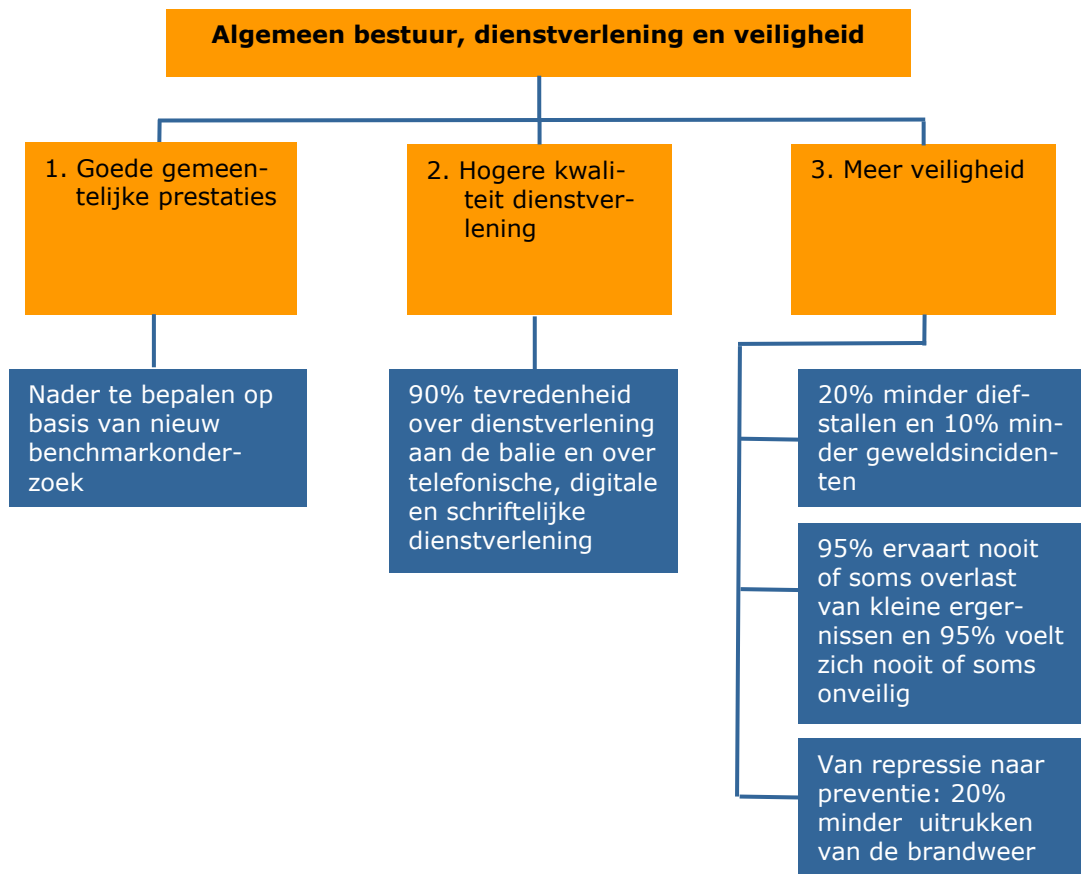 Algemeen bestuur, dienstverlening en veiligheid
1. Goede gemeen-
telijke prestaties
2. Hogere kwali-
teit dienstver-
lening
3. Meer veiligheid
Nader te bepalen op
basis van nieuw
benchmarkonder-
zoek
90% tevredenheid
over dienstverlening
aan de balie en over
telefonische, digitale
en schriftelijke
dienstverlening
20% minder dief-
stallen en 10% min-
der geweldsinciden-
ten
95% ervaart nooit
of soms overlast
van kleine erger-
nissen en 95% voelt
zich nooit of soms
onveilig
Van repressie naar
preventie: 20%
minder uitrukken
van de brandweer